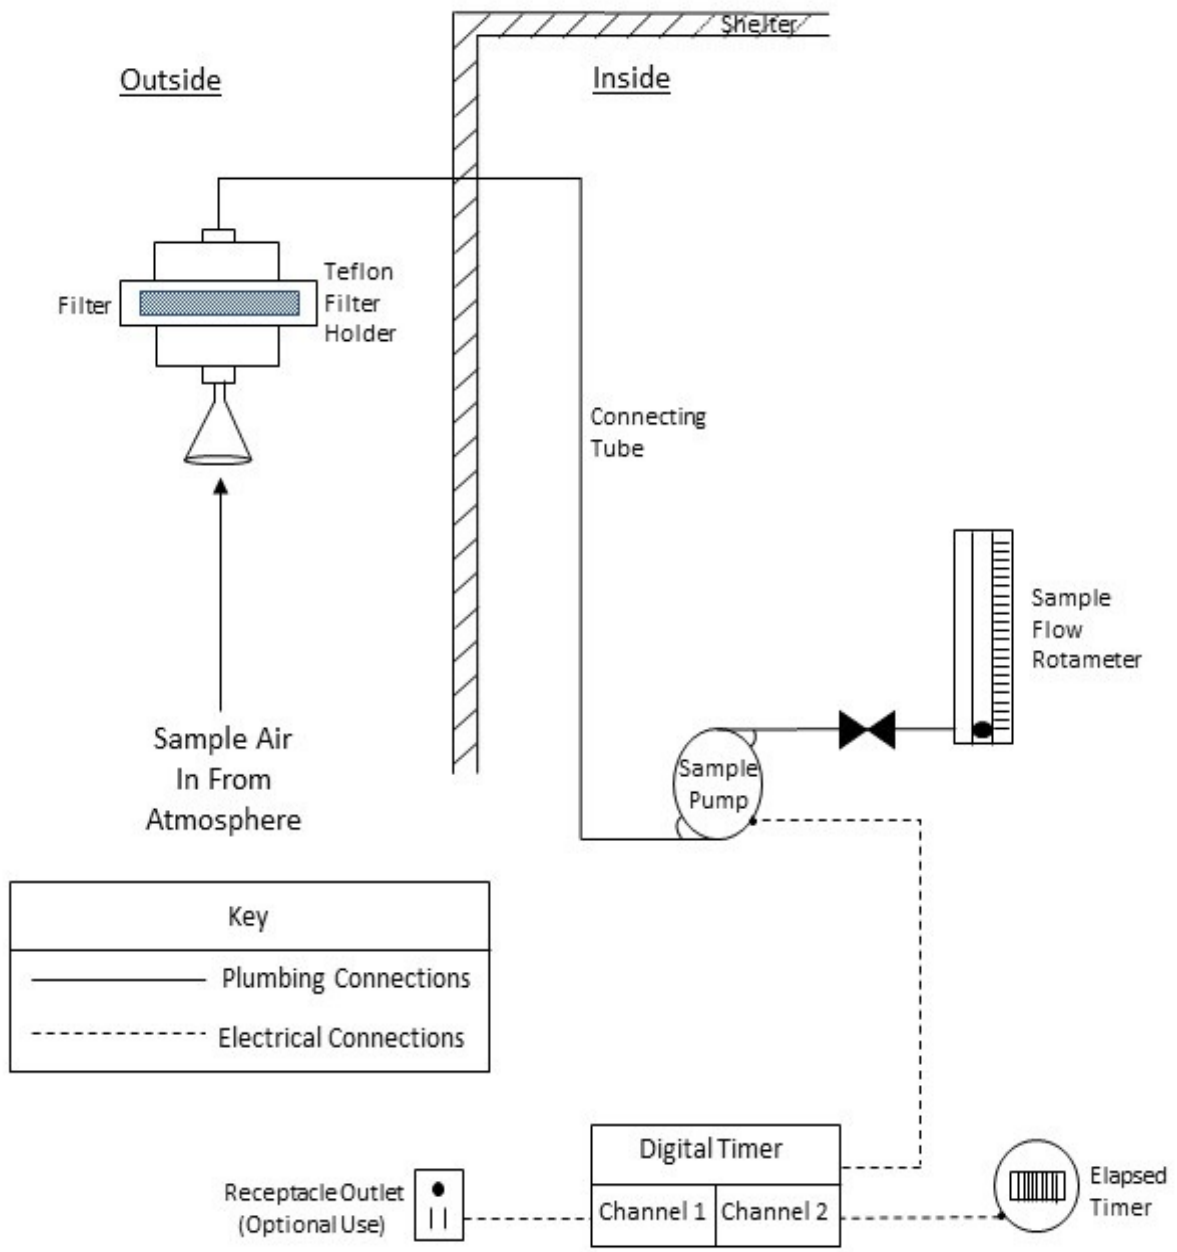 Shelter
Outside
Inside
Teflon
Filter
Filter
Holder
Connecting
Tube
Sample
Flow
Rotameter
Sample Air
In From
Atmosphere
Sample
Pump
Key
Plumbing Connections
Electrical Connections
Digital Timer
Channel 1
Channel 2
Receptacle Outlet
(Optional Use)
Elapsed
Timer